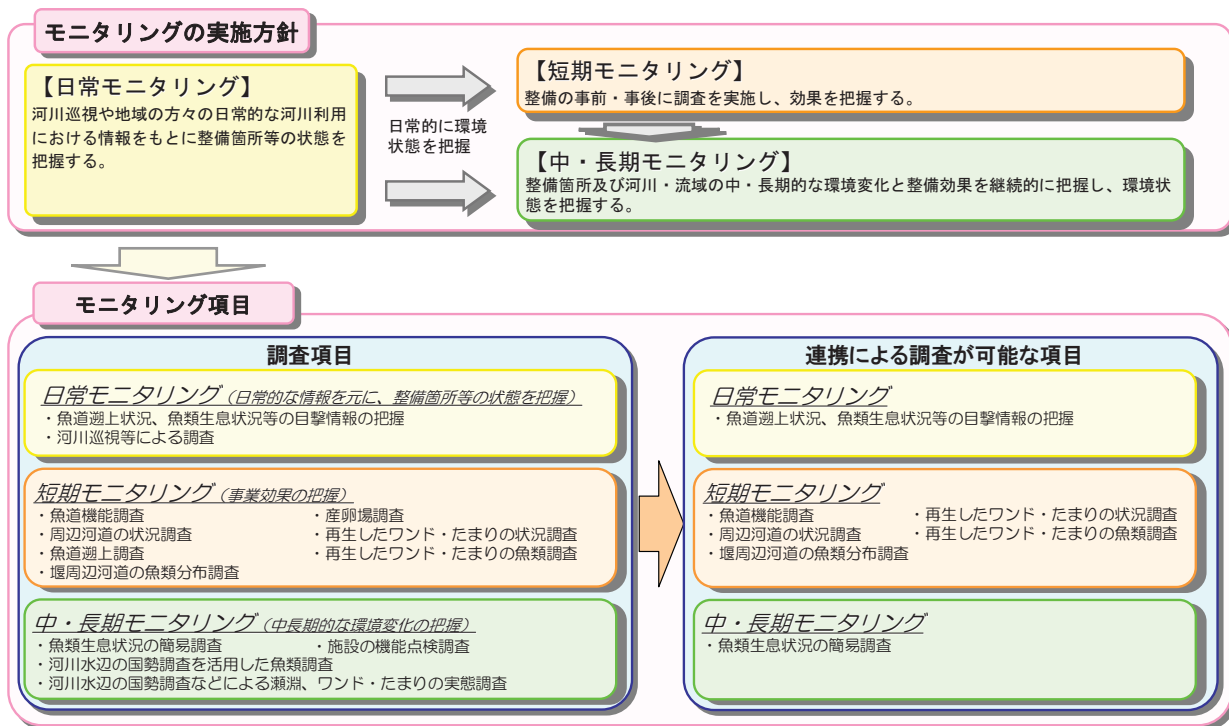 モニタリングの実施方針
【日常モニタリング】
河川巡視や地域の方々の日常的な河川利用
における情報をもとに整備箇所等の状態を
把握する。
日常的に環境
状態を把握
【短期モニタリング】
整備の事前・事後に調査を実施し、効果を把握する。
【中・長期モニタリング】
整備箇所及び河川・流域の中・長期的な環境変化と整備効果を継続的に把握し、環境状
態を把握する。
モニタリング項目
調査項目
日常モニタリング(日常的な情報を元に、整備箇所等の状態を把握)
・魚道遡上状況、魚類生息状況等の目撃情報の把握
・河川巡視等による調査
短期モニタリング(事業効果の把握)
・魚道機能調査
・周辺河道の状況調査
・魚道遡上調査
・堰周辺河道の魚類分布調査
・産卵場調査
・再生したワンド・たまりの状況調査
・再生したワンド・たまりの魚類調査
中・長期モニタリング(中長期的な環境変化の把握)
・魚類生息状況の簡易調査 ・施設の機能点検調査
・河川水辺の国勢調査を活用した魚類調査
・河川水辺の国勢調査などによる瀬淵、ワンド・たまりの実態調査
連携による調査が可能な項目
日常モニタリング
・魚道遡上状況、魚類生息状況等の目撃情報の把握
短期モニタリング
・魚道機能調査
・周辺河道の状況調査
・堰周辺河道の魚類分布調査
・再生したワンド・たまりの状況調査
・再生したワンド・たまりの魚類調査
中・長期モニタリング
・魚類生息状況の簡易調査